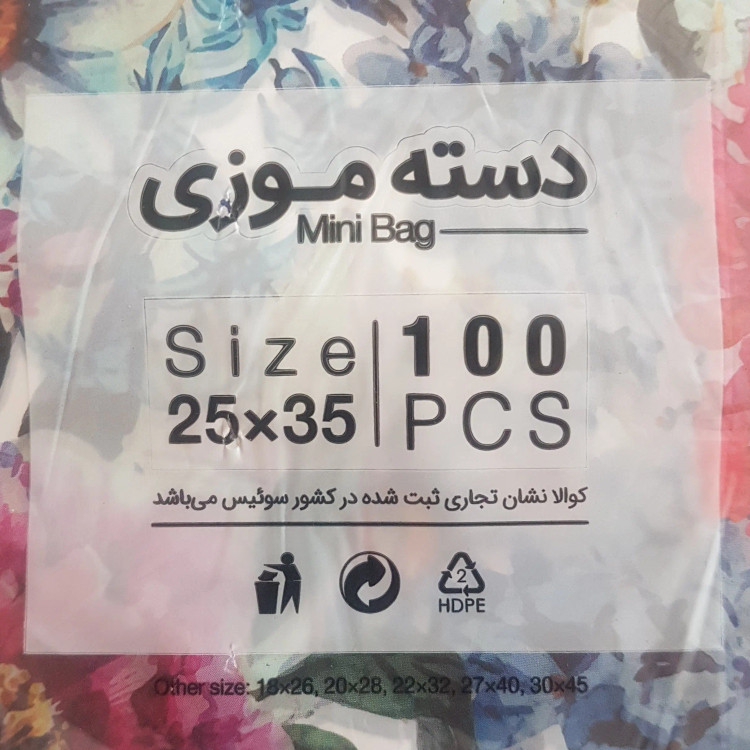 دسته موزی
Mini Bag
Size
25×35
100
PCS
کوالا نشان تجاری ثبت شده در کشور سوئیس می‌باشد
2
HDPE
Other size: 18×26, 20×28, 22×32, 27×40, 30×45